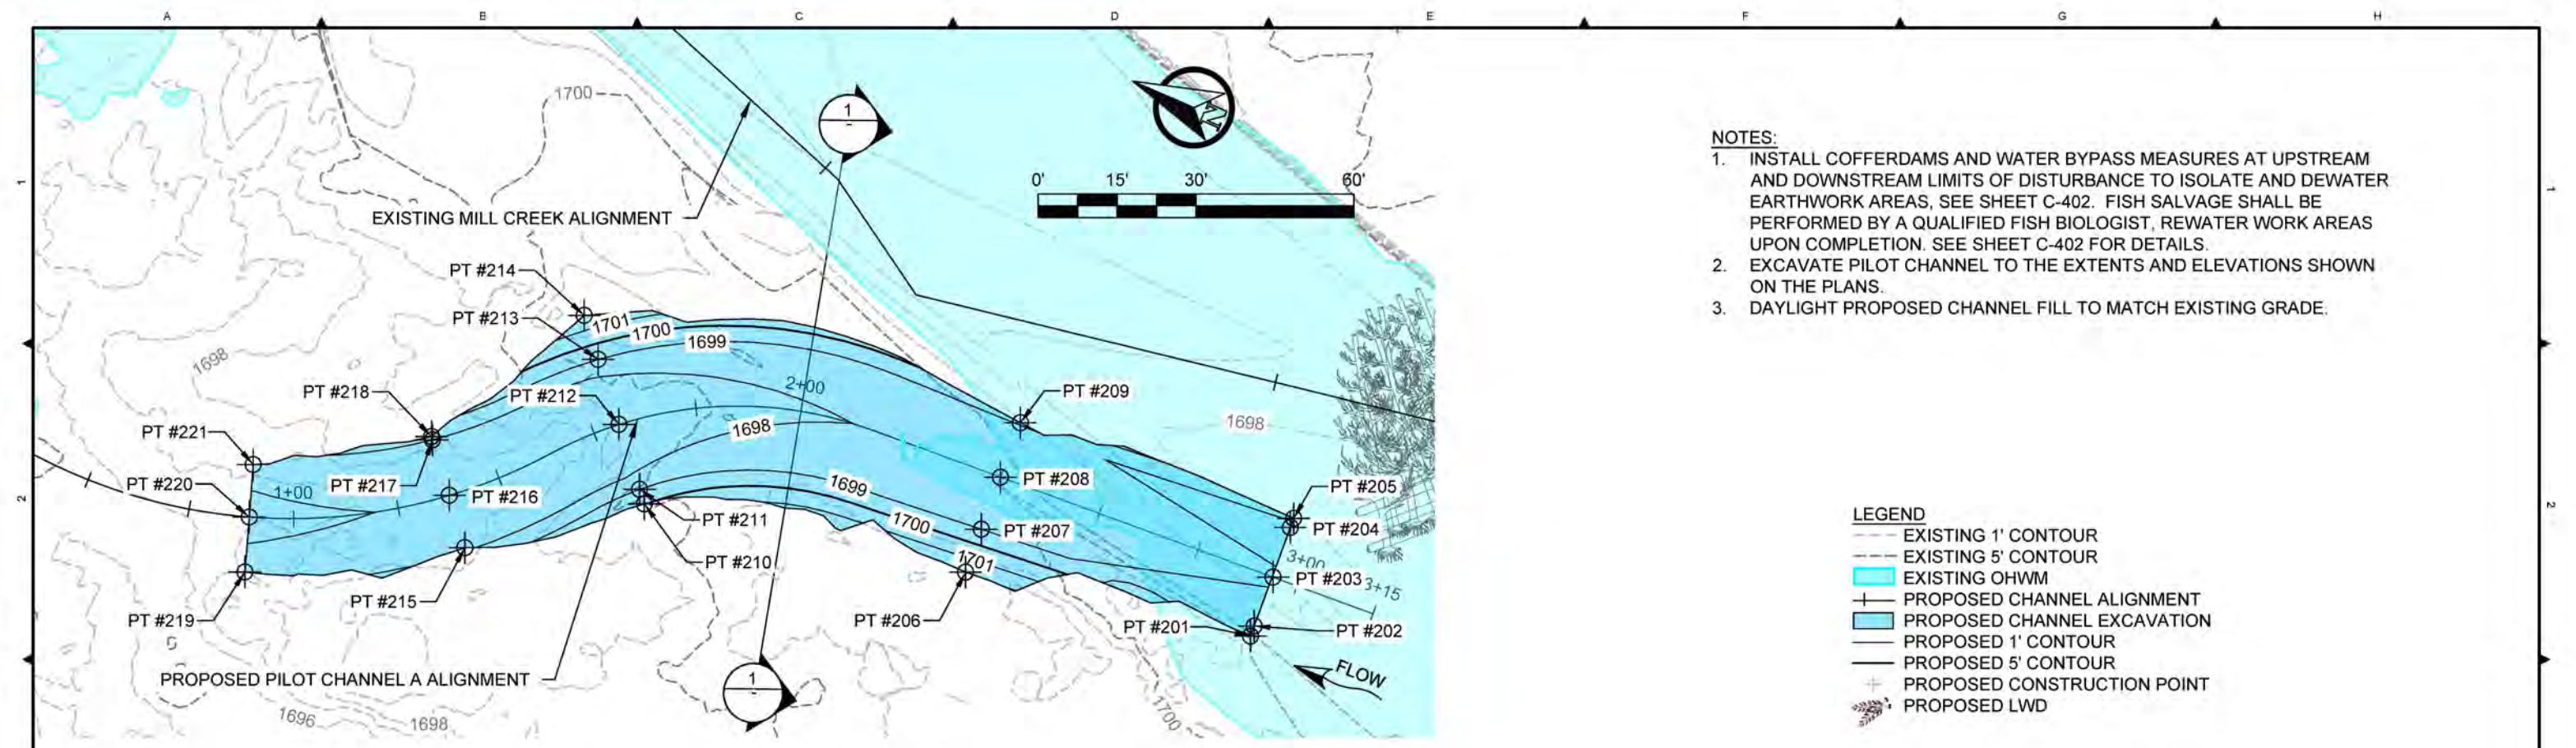 A B C D E F G H
1700
1
-
N
0' 15' 30' 60'
NOTES:
1. INSTALL COFFERDAMS AND WATER BYPASS MEASURES AT UPSTREAM
AND DOWNSTREAM LIMITS OF DISTURBANCE TO ISOLATE AND DEWATER
EARTHWORK AREAS, SEE SHEET C-402. FISH SALVAGE SHALL BE
PERFORMED BY A QUALIFIED FISH BIOLOGIST, REWATER WORK AREAS
UPON COMPLETION. SEE SHEET C-402 FOR DETAILS.
2. EXCAVATE PILOT CHANNEL TO THE EXTENTS AND ELEVATIONS SHOWN
ON THE PLANS.
3. DAYLIGHT PROPOSED CHANNEL FILL TO MATCH EXISTING GRADE.
1
1
EXISTING MILL CREEK ALIGNMENT
PT #214
PT #213
1701
1700
1699
1698
PT #218
PT #212
2+00
PT #209
1698
1698
PT #221
PT #220
1+00
PT #217
PT #216
1699
PT #208
PT #205
2
2
PT #211
1700
PT #207
PT #204
PT #210
1701
3+00
PT #203
3+15
PT #215
PT #219
PT #206
PT #201
PT #202
PROPOSED PILOT CHANNEL A ALIGNMENT
1
-
FLOW
1696
1698
1700
LEGEND
EXISTING 1' CONTOUR
EXISTING 5' CONTOUR
EXISTING OHWM
PROPOSED CHANNEL ALIGNMENT
PROPOSED CHANNEL EXCAVATION
PROPOSED 1' CONTOUR
PROPOSED 5' CONTOUR
PROPOSED CONSTRUCTION POINT
PROPOSED LWD